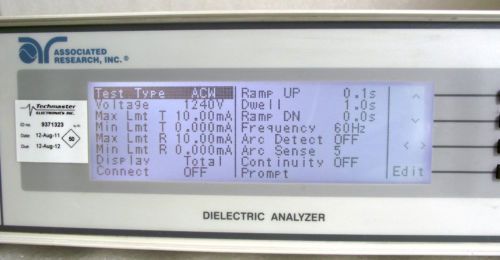 ar
ASSOCIATED
RESEARCH, INC.®
Techmaster
ELECTRONICS INC.
ID no. 9371323
Date: 12-Aug-11
Due: 12-Aug-12
50
Test Type ACW
Voltage 1240V
Max Lmt T 10.00mA
Min Lmt T 0.000mA
Max Lmt R 10.00mA
Min Lmt R 0.000mA
Display Total
Connect OFF
Ramp UP 0.1s
Dwell 1.0s
Ramp DN 0.0s
Frequency 60Hz
Arc Detect OFF
Arc Sense 5
Continuity OFF
Prompt
^
v
< >
Edit
DIELECTRIC ANALYZER